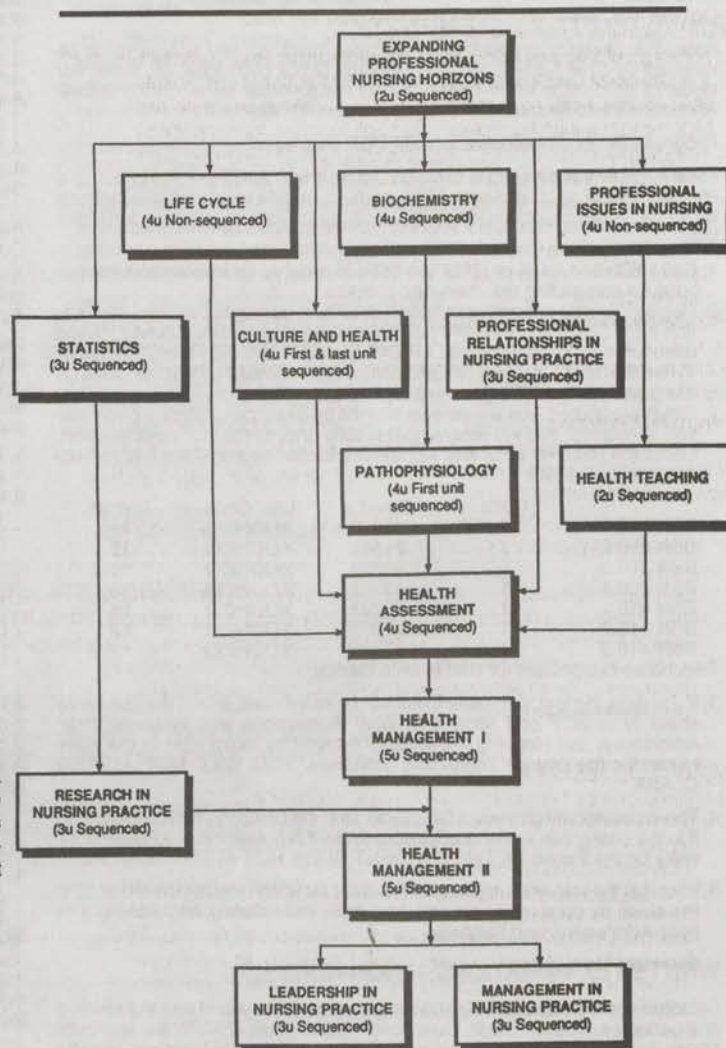 EXPANDING
PROFESSIONAL
NURSING HORIZONS
(2u Sequenced)
LIFE CYCLE
(4u Non-sequenced)
BIOCHEMISTRY
(4u Sequenced)
PROFESSIONAL
ISSUES IN NURSING
(4u Non-sequenced)
STATISTICS
(3u Sequenced)
CULTURE AND HEALTH
(4u First & last unit
sequenced)
PROFESSIONAL
RELATIONSHIPS IN
NURSING PRACTICE
(3u Sequenced)
PATHOPHYSIOLOGY
(4u First unit
sequenced)
HEALTH TEACHING
(2u Sequenced)
HEALTH
ASSESSMENT
(4u Sequenced)
HEALTH
MANAGEMENT I
(5u Sequenced)
RESEARCH IN
NURSING PRACTICE
(3u Sequenced)
HEALTH
MANAGEMENT II
(5u Sequenced)
LEADERSHIP IN
NURSING PRACTICE
(3u Sequenced)
MANAGEMENT IN
NURSING PRACTICE
(3u Sequenced)